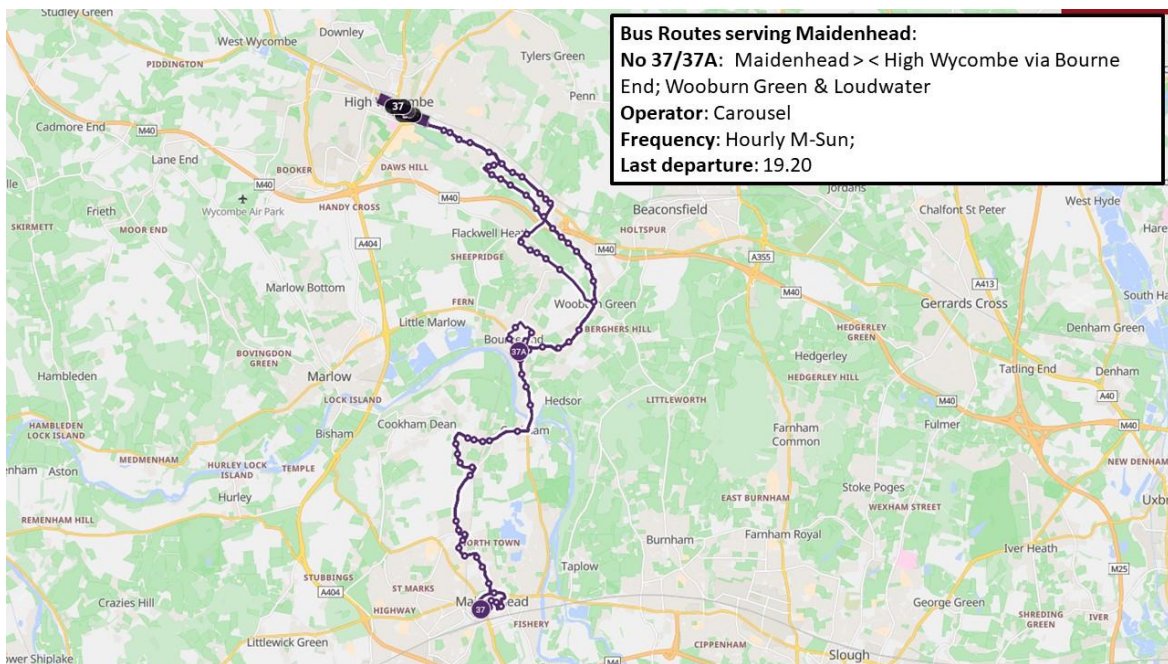 Bus Routes serving Maidenhead:
No 37/37A:  Maidenhead > < High Wycombe via Bourne
End; Wooburn Green & Loudwater
Operator: Carousel
Frequency: Hourly M-Sun;
Last departure: 19.20
Studley Green
Downley
West Wycombe
Tylers Green
PIDDINGTON
High
37
Penn
Cadmore End
M40
Lane End
DAWS HILL
BOOKER
M40
M40
Jordans
West Hyde
Wycombe Air Park
HANDY CROSS
Beaconsfield
Chalfont St Peter
Frieth
SKIRMETT
MOOR END
Flackwell
HOLTSPUR
A404
M40
A355
SHEEPRIDGE
A413
Marlow Bottom
M40
FERN
Wooburn Green
Gerrards Cross
Little Marlow
BERGHERS HILL
HEDGERLEY
GREEN
Denham Green
BOVINGDON
GREEN
37A
Hedgerley
Tatling End
Denham
Hambleden
Marlow
HEDGERLEY HILL
LOCK ISLAND
Hedsor
LITTLEWORTH
M40
A40
HAMBLEDEN
LOCK ISLAND
Cookham Dean
Fulmer
M40
Bisham
Farnham
Common
MEDMENHAM
HURLEY LOCK
ISLAND
TEMPLE
NEW DENHAM
Aston
Hurley
Stoke Poges
EAST BURNHAM
WEXHAM STREET
REMENHAM HILL
NORTH TOWN
Burnham
Farnham Royal
Iver Heath
STUBBINGS
Taplow
M25
A404
ST MARKS
Crazies Hill
HIGHWAY
37
FISHERY
George Green
SHREDING
GREEN
IVER
Littlewick Green
CIPPENHAM
Slough
M4
M4